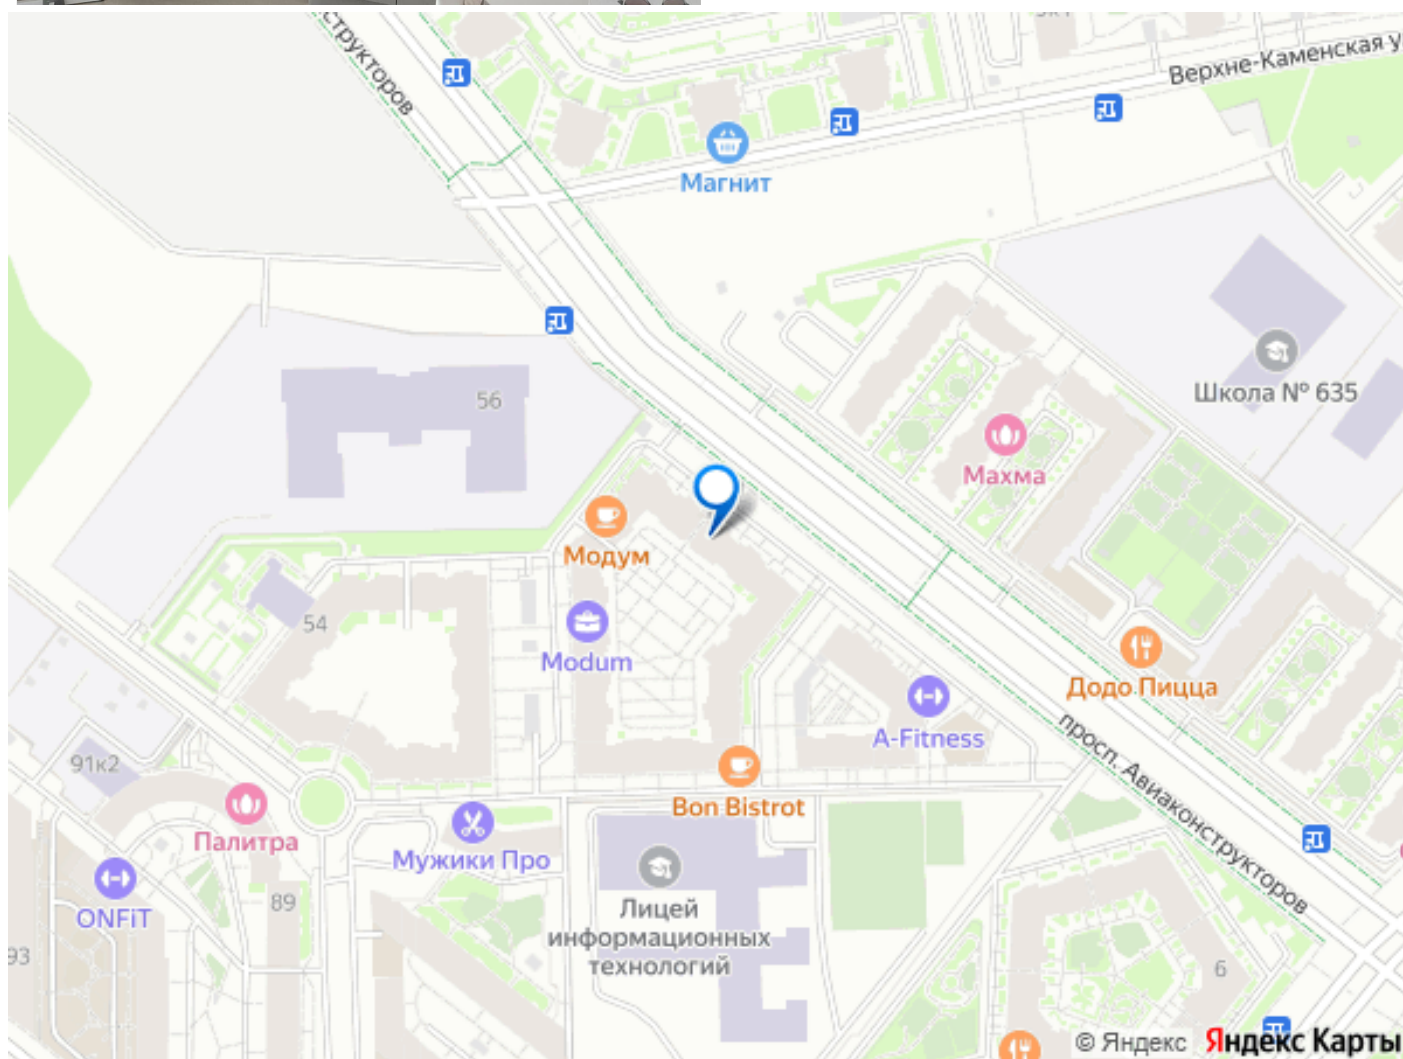 структоров
Верхне-Каменская у
Магнит
Школа № 635
56
Махма
Модум
54
Modum
Додо Пицца
A-Fitness
просп. Авиаконструкторов
91к2
Bon Bistrot
Палитра
Мужики Про
ONFiT
89
Лицей
информационных
технологий
93
6
© Яндекс Яндекс Карты